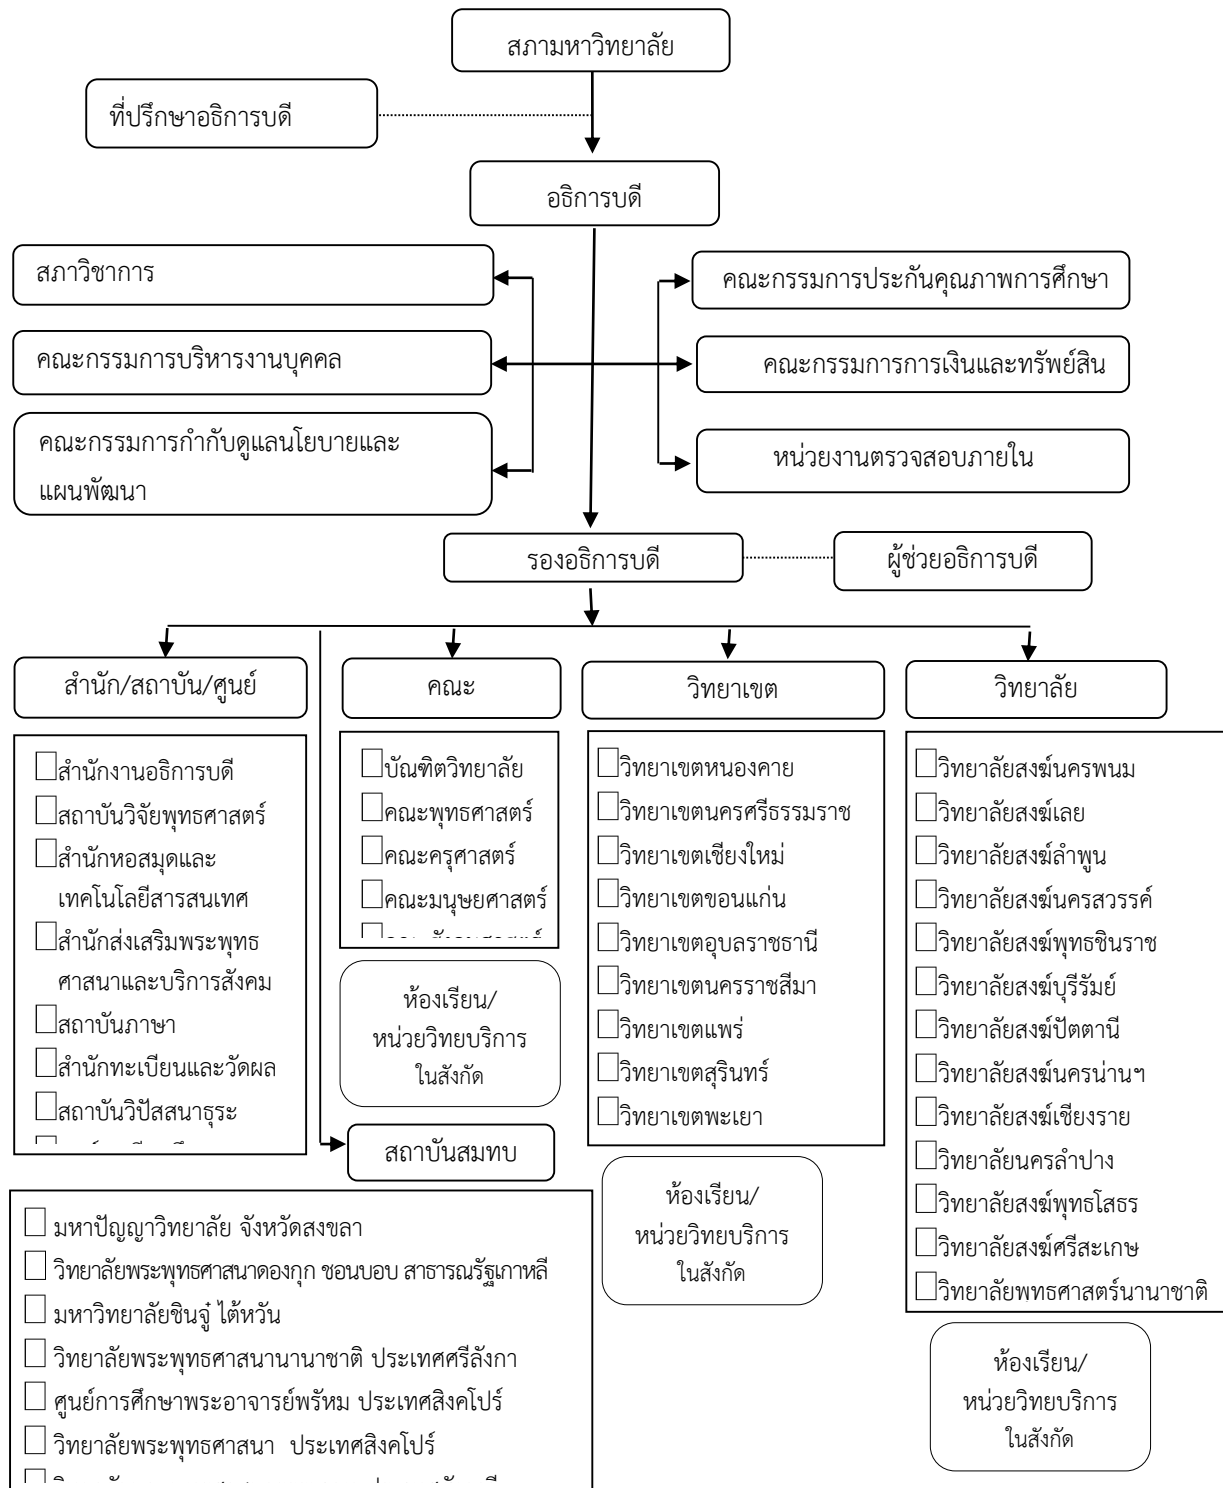 สภามหาวิทยาลัย
ที่ปรึกษาอธิการบดี
อธิการบดี
สภาวิชาการ
คณะกรรมการประกันคุณภาพการศึกษา
คณะกรรมการบริหารงานบุคคล
คณะกรรมการการเงินและทรัพย์สิน
คณะกรรมการกำกับดูแลนโยบายและ
แผนพัฒนา
หน่วยงานตรวจสอบภายใน
รองอธิการบดี
ผู้ช่วยอธิการบดี
สำนัก/สถาบัน/ศูนย์
สำนักงานอธิการบดี
สถาบันวิจัยพุทธศาสตร์
สำนักหอสมุดและ
เทคโนโลยีสารสนเทศ
สำนักส่งเสริมพระพุทธ
ศาสนาและบริการสังคม
สถาบันภาษา
สำนักทะเบียนและวัดผล
สถาบันวิปัสสนาธุระ
คณะ
บัณฑิตวิทยาลัย
คณะพุทธศาสตร์
คณะครุศาสตร์
คณะมนุษยศาสตร์
ห้องเรียน/
หน่วยวิทยบริการ
ในสังกัด
สถาบันสมทบ
มหาปัญญาวิทยาลัย จังหวัดสงขลา
วิทยาลัยพระพุทธศาสนาดองกุก ชอนบอบ สาธารณรัฐเกาหลี
มหาวิทยาลัยชินจู๋ ไต้หวัน
วิทยาลัยพระพุทธศาสนานานาชาติ ประเทศศรีลังกา
ศูนย์การศึกษาพระอาจารย์พรัหม ประเทศสิงคโปร์
วิทยาลัยพระพุทธศาสนา ประเทศสิงคโปร์
วิทยาเขต
วิทยาเขตหนองคาย
วิทยาเขตนครศรีธรรมราช
วิทยาเขตเชียงใหม่
วิทยาเขตขอนแก่น
วิทยาเขตอุบลราชธานี
วิทยาเขตนครราชสีมา
วิทยาเขตแพร่
วิทยาเขตสุรินทร์
วิทยาเขตพะเยา
ห้องเรียน/
หน่วยวิทยบริการ
ในสังกัด
วิทยาลัย
วิทยาลัยสงฆ์นครพนม
วิทยาลัยสงฆ์เลย
วิทยาลัยสงฆ์ลำพูน
วิทยาลัยสงฆ์นครสวรรค์
วิทยาลัยสงฆ์พุทธชินราช
วิทยาลัยสงฆ์บุรีรัมย์
วิทยาลัยสงฆ์ปัตตานี
วิทยาลัยสงฆ์นครน่านฯ
วิทยาลัยสงฆ์เชียงราย
วิทยาลัยนครลำปาง
วิทยาลัยสงฆ์พุทธโสธร
วิทยาลัยสงฆ์ศรีสะเกษ
วิทยาลัยพทธศาสตร์นานาชาติ
ห้องเรียน/
หน่วยวิทยบริการ
ในสังกัด